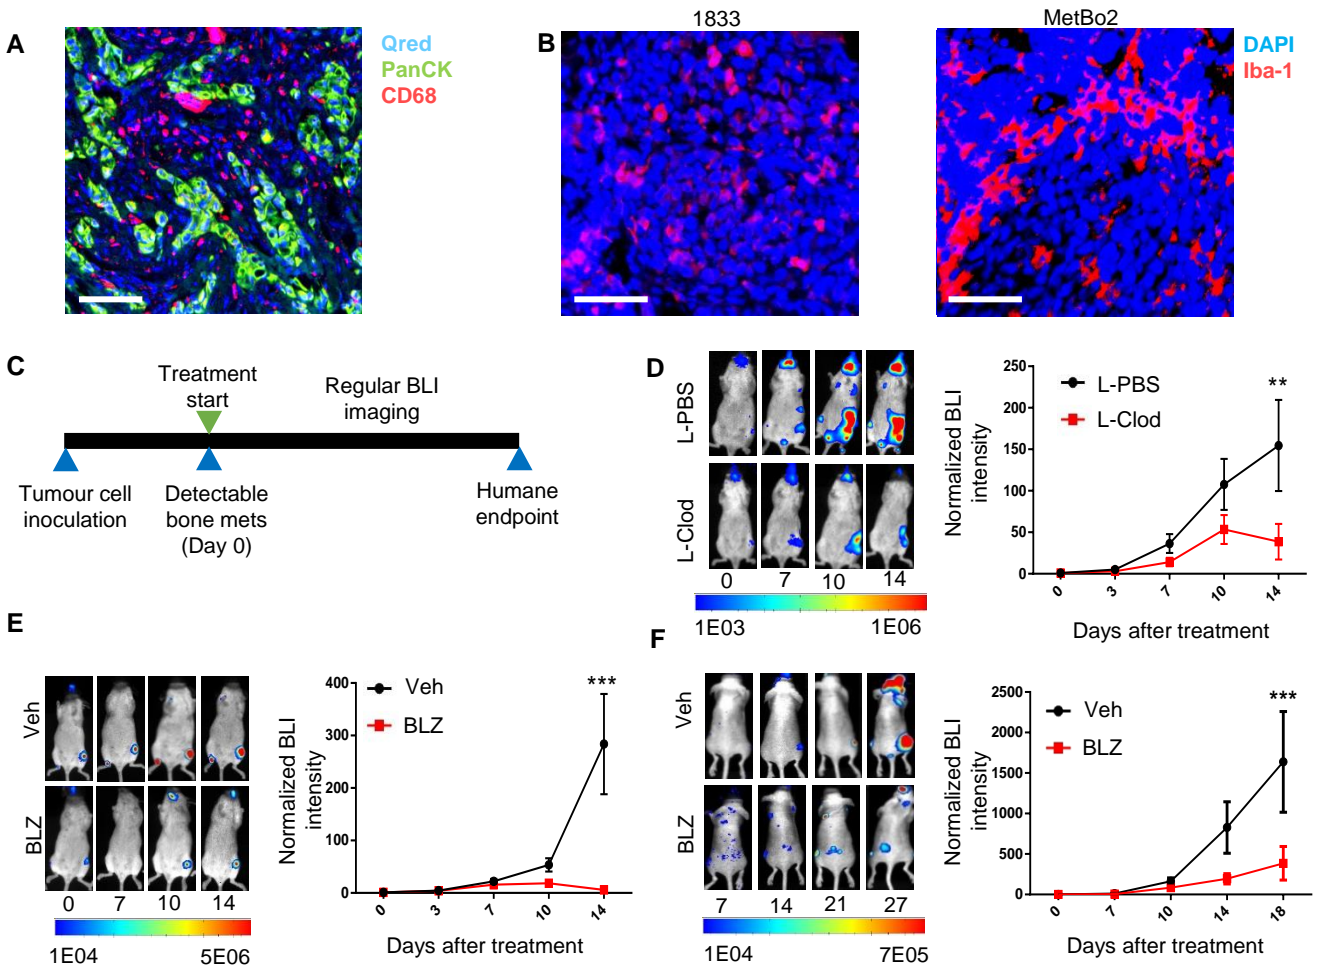 A
Qred
PanCK
CD68
B
1833
MetBo2
DAPI
Iba-1
C
Treatment
start
Regular BLI
imaging
Tumour cell
inoculation
Detectable
bone mets
(Day 0)
Humane
endpoint
D
L-PBS
L-Clod
0 7 10 14
1E03 1E06
Normalized BLI
intensity
250
200
150
100
50
0
L-PBS
L-Clod
**
0 3 7 10 14
Days after treatment
E
Veh
BLZ
0 7 10 14
1E04 5E06
Normalized BLI
intensity
400
300
200
100
0
Veh
BLZ
***
0 3 7 10 14
Days after treatment
F
Veh
BLZ
7 14 21 27
1E04 7E05
Normalized BLI
intensity
2500
2000
1500
1000
500
0
Veh
BLZ
***
0 7 10 14 18
Days after treatment